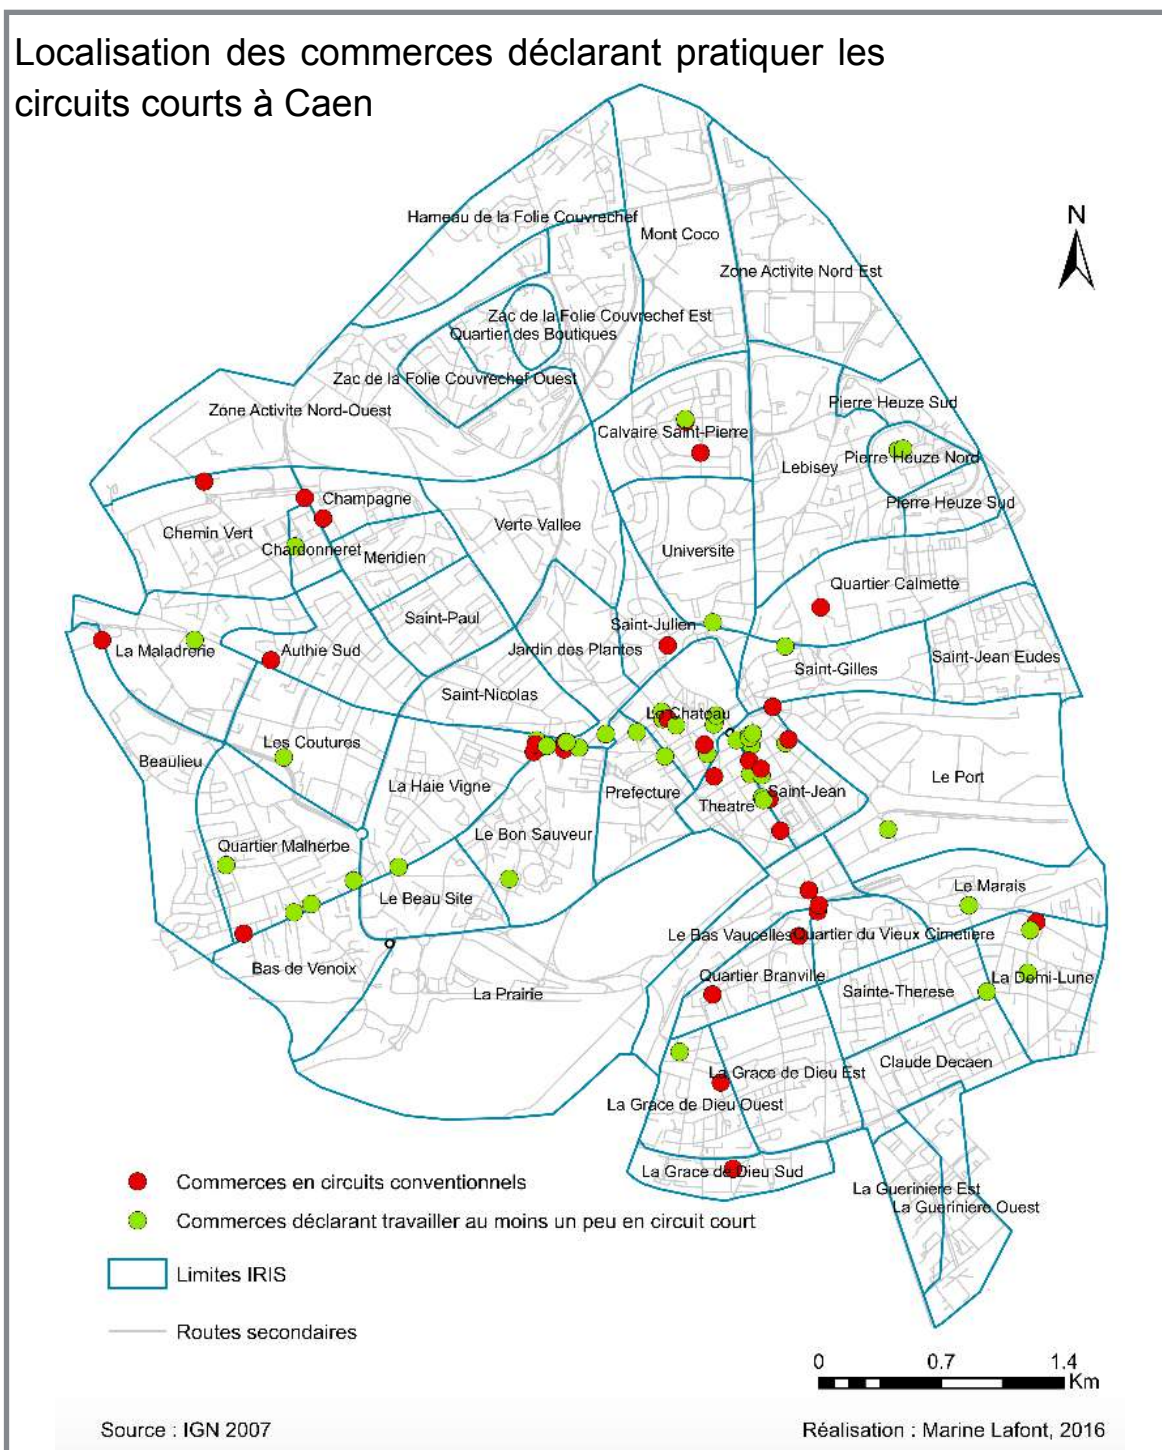 Localisation des commerces déclarant pratiquer les
circuits courts à Caen
N
Hameau de la Folie Couvrechef
Mont Coco
Zone Activite Nord Est
Zac de la Folie Couvrechef Est
Quartier des Boutiques
Zac de la Folie Couvrechef Ouest
Zone Activite Nord-Ouest
Pierre Heuze Sud
Calvaire Saint-Pierre
Lebisey
Pierre Heuze Nord
Champagne
Pierre Heuze Sud
Chemin Vert
Verte Vallee
Chardonneret
Meridien
Universite
Quartier Calmette
Saint-Paul
Saint-Julien
La Maladrerie
Authie Sud
Jardin des Plantes
Saint-Gilles
Saint-Jean Eudes
Saint-Nicolas
Le Chateau
Les Coutures
Beaulieu
La Haie Vigne
Prefecture
Theatre
Saint-Jean
Le Port
Quartier Malherbe
Le Bon Sauveur
Le Beau Site
Le Marais
Le Bas Vaucelles
Quartier du Vieux Cimetiere
Bas de Venoix
La Prairie
Quartier Branville
Sainte-Therese
La Demi-Lune
La Grace de Dieu Est
Claude Decaen
La Grace de Dieu Ouest
La Grace de Dieu Sud
La Gueriniere Est
La Gueriniere Ouest
Commerces en circuits conventionnels
Commerces déclarant travailler au moins un peu en circuit court
Limites IRIS
Routes secondaires
0 0.7 1.4
Km
Source : IGN 2007
Réalisation : Marine Lafont, 2016